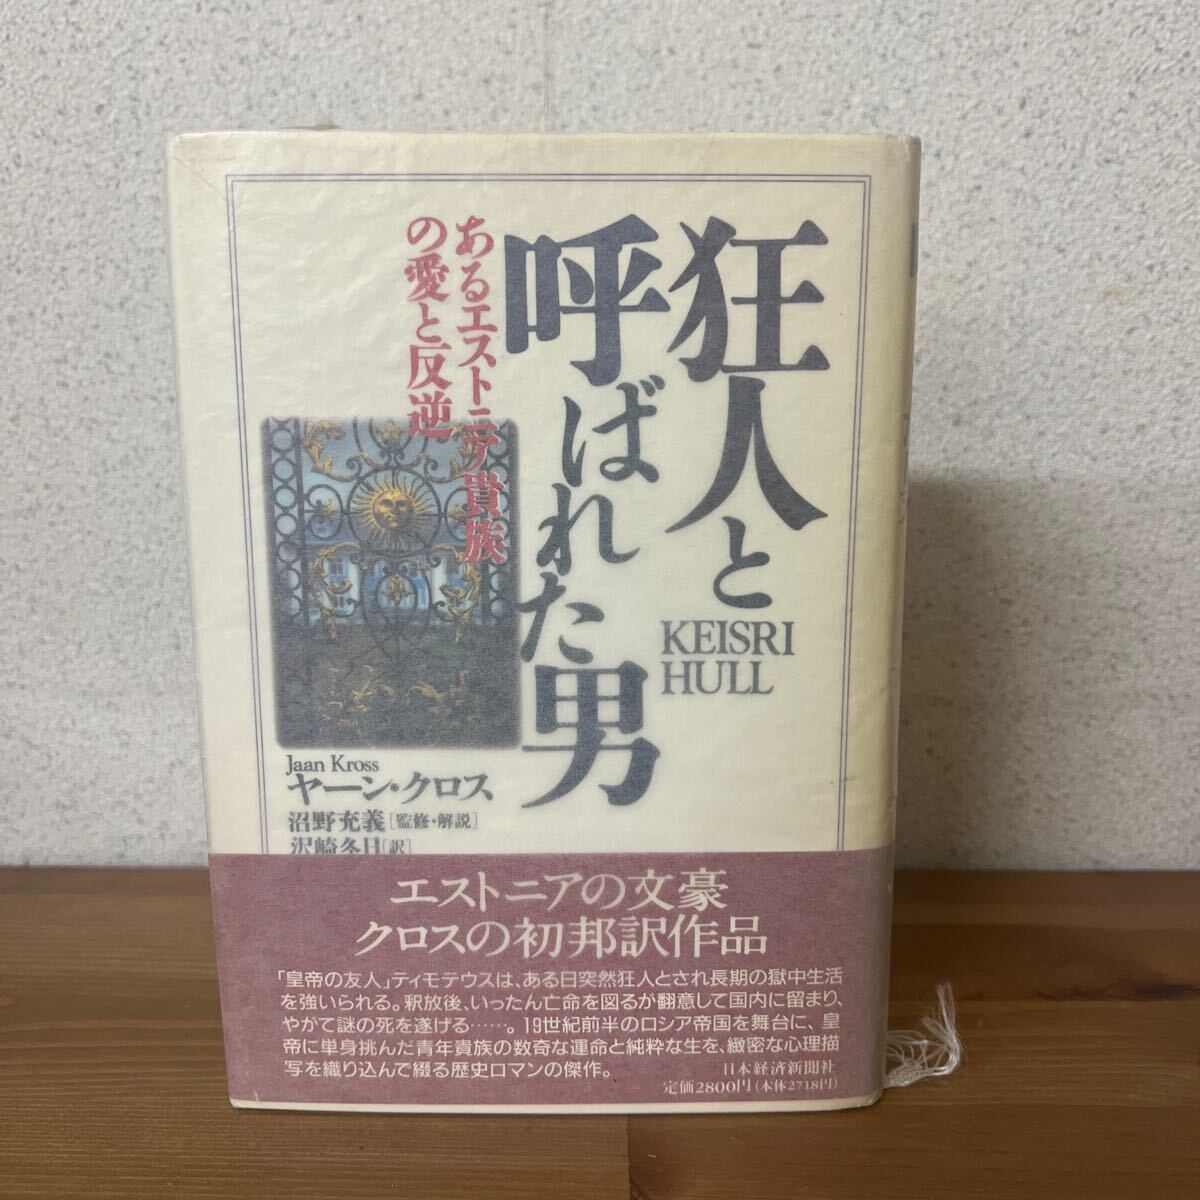 狂人と
呼ばれた男
KEISRI
HULL
あるエストニア貴族
の愛と反逆
Jaan Kross
ヤーン・クロス
沼野充義[監修・解説]
沢崎冬日[訳]
エストニアの文豪
クロスの初邦訳作品
「皇帝の友人」ティモテウスは、ある日突然狂人とされ長期の獄中生活
を強いられる。釈放後、いったん亡命を図るが翻意して国内に留まり、
やがて謎の死を遂げる……。19世紀前半のロシア帝国を舞台に、皇
帝に単身挑んだ青年貴族の数奇な運命と純粋な生を、緻密な心理描
写を織り込んで綴る歴史ロマンの傑作。
日本経済新聞社
定価2800円(本体2718円)